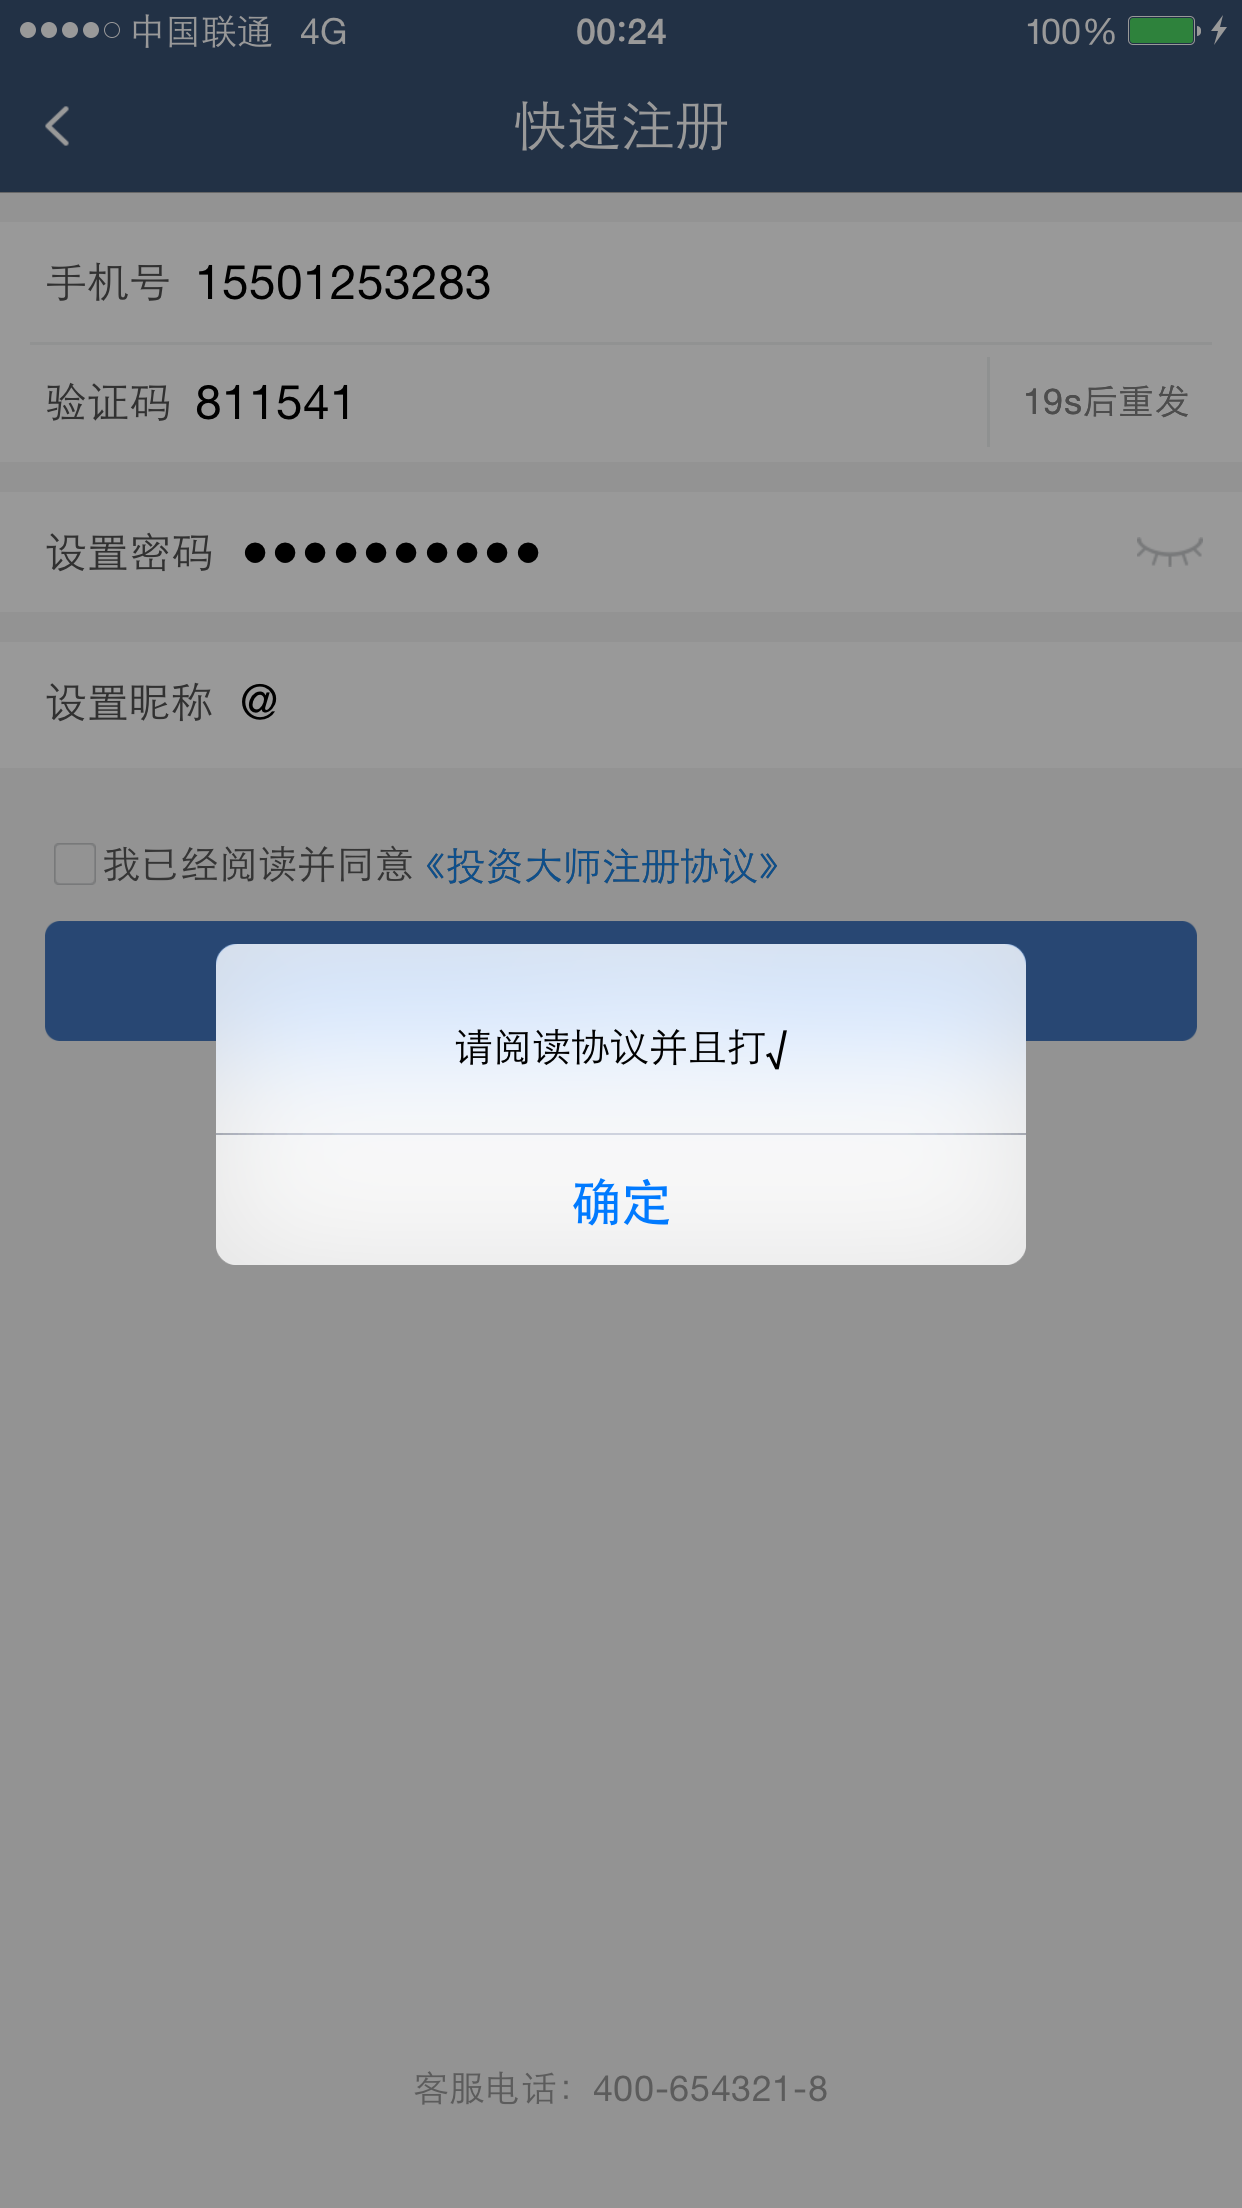 中国联通 4G 00:24 100%
快速注册
手机号 15501253283
验证码 811541 19s后重发
设置密码 ●●●●●●●●●●
设置昵称 @
我已经阅读并同意《投资大师注册协议》
请阅读协议并且打√
确定
客服电话：400-654321-8